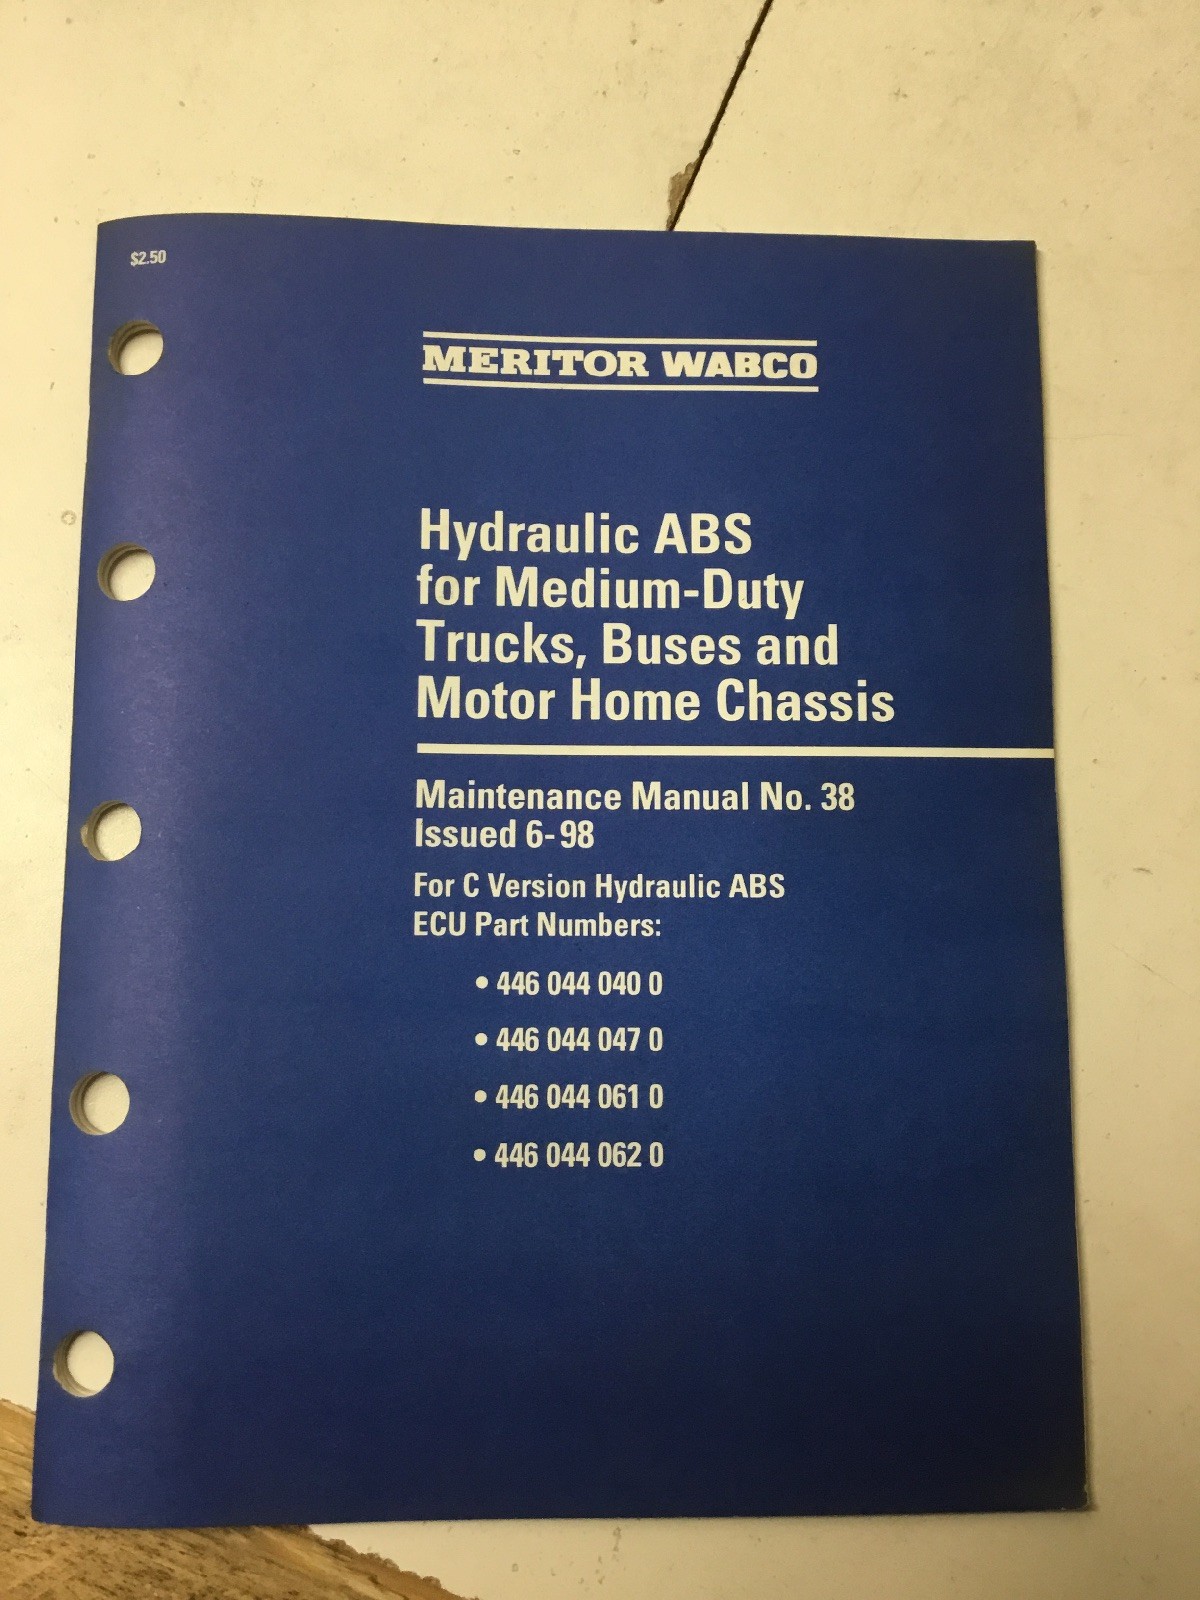 $2.50
MERITOR WABCO
Hydraulic ABS
for Medium-Duty
Trucks, Buses and
Motor Home Chassis
Maintenance Manual No. 38
Issued 6-98
For C Version Hydraulic ABS
ECU Part Numbers:
• 446 044 040 0
• 446 044 047 0
• 446 044 061 0
• 446 044 062 0